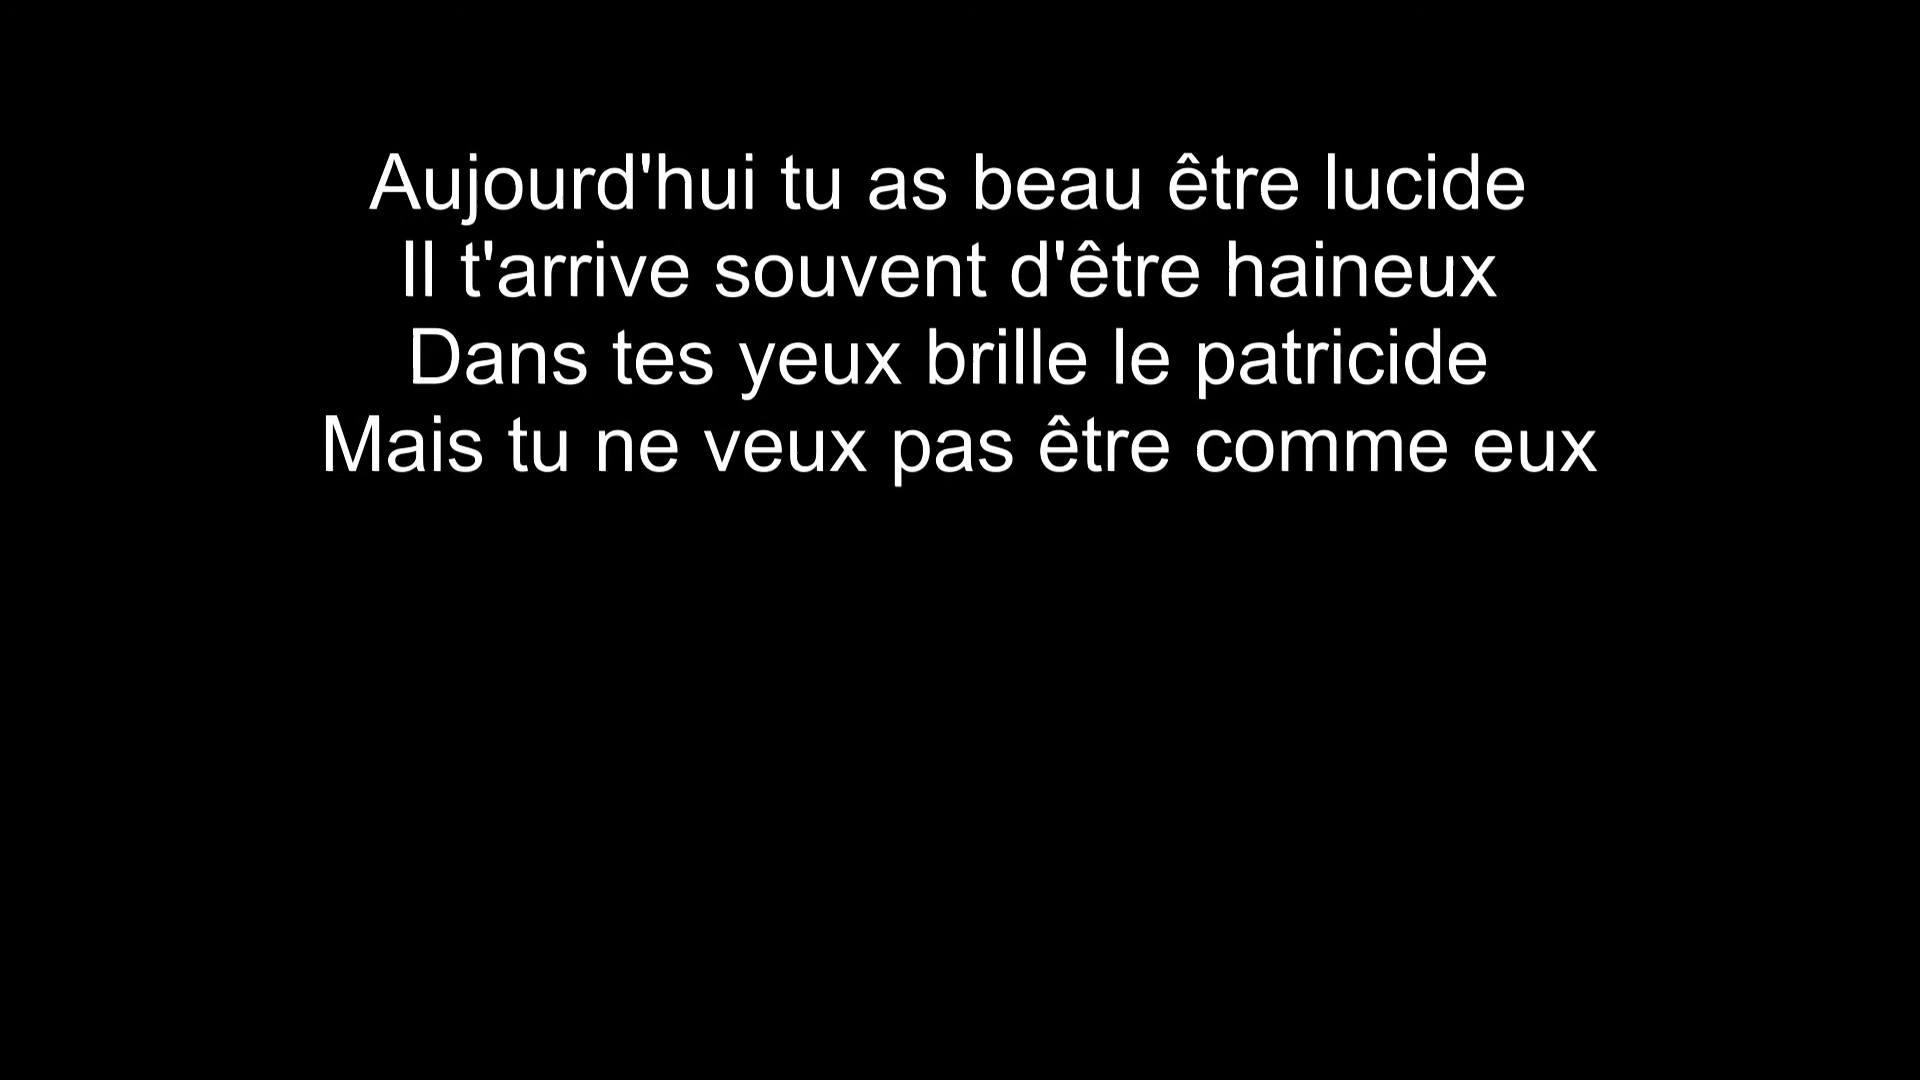 Aujourd'hui tu as beau être lucide
Il t'arrive souvent d'être haineux
Dans tes yeux brille le patricide
Mais tu ne veux pas être comme eux